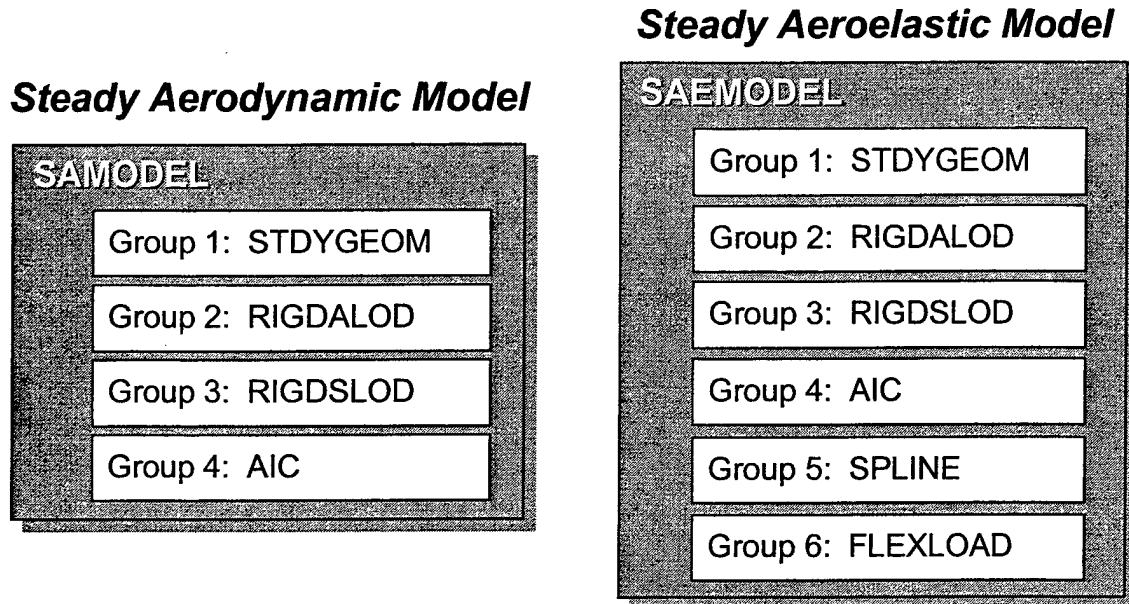 Steady Aerodynamic Model
SAMODEL
Group 1: STDYGEOM
Group 2: RIGDALOD
Group 3: RIGDSLOD
Group 4: AIC
Steady Aeroelastic Model
SAEMODEL
Group 1: STDYGEOM
Group 2: RIGDALOD
Group 3: RIGDSLOD
Group 4: AIC
Group 5: SPLINE
Group 6: FLEXLOAD